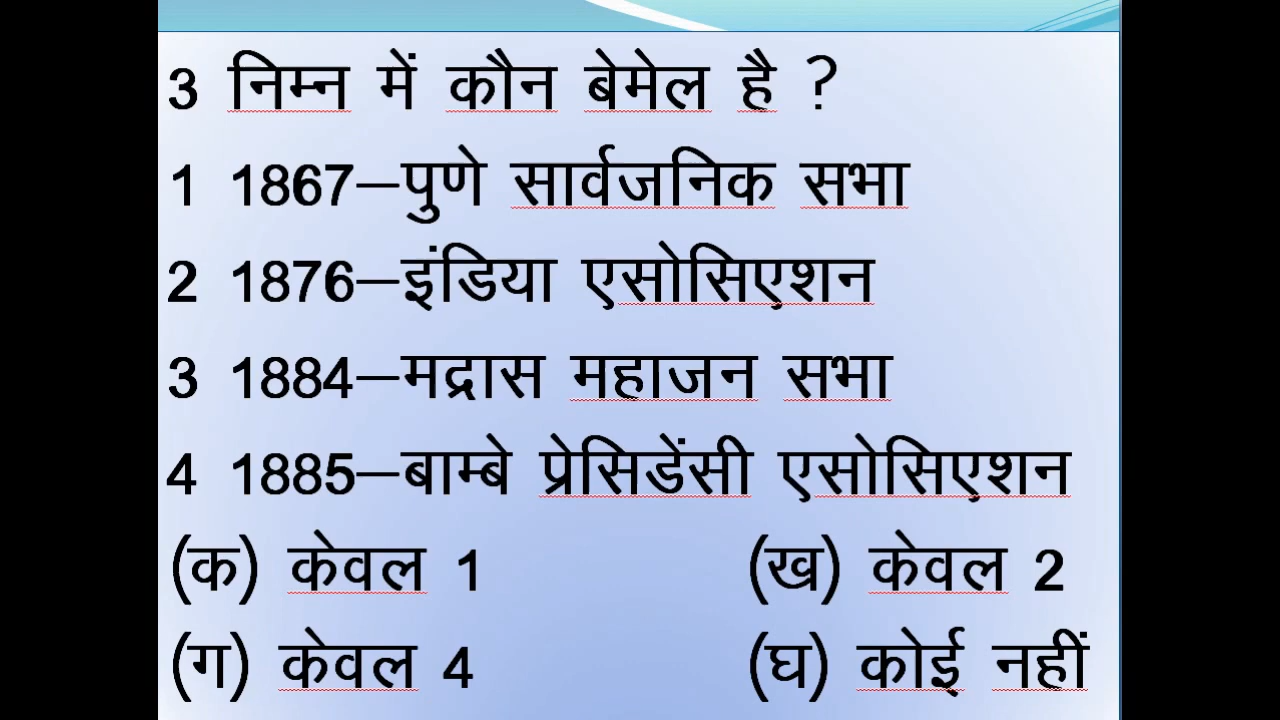 3 निम्न में कौन बेमेल है ?
1 1867–पुणे सार्वजनिक सभा
2 1876–इंडिया एसोसिएशन
3 1884–मद्रास महाजन सभा
4 1885–बाम्बे प्रेसिडेंसी एसोसिएशन
(क) केवल 1 (ख) केवल 2
(ग) केवल 4 (घ) कोई नहीं